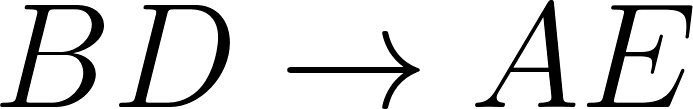 BD → AE